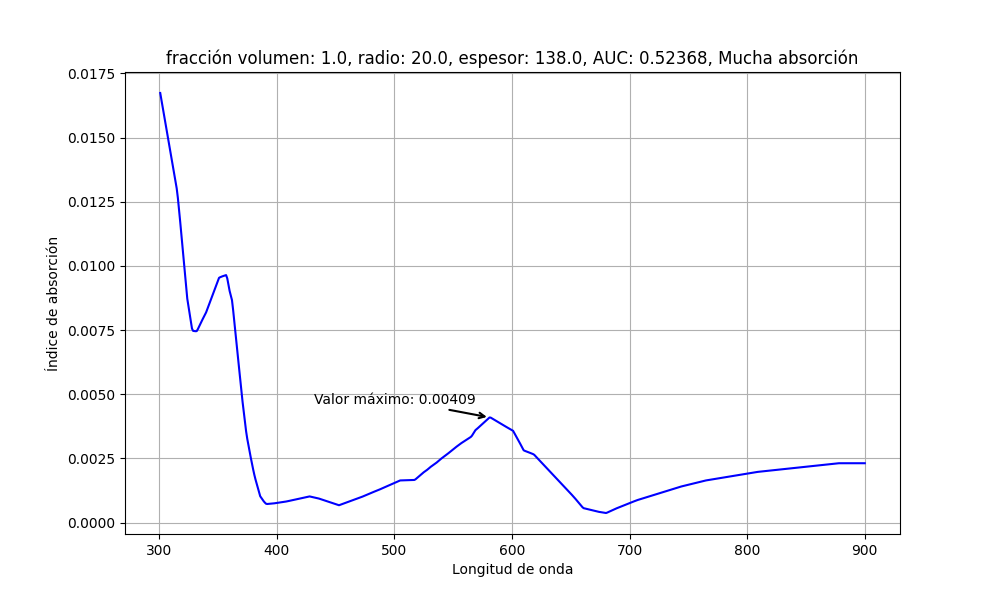 fracción volumen: 1.0, radio: 20.0, espesor: 138.0, AUC: 0.52368, Mucha absorción
0.0175
0.0150
0.0125
0.0100
0.0075
0.0050
0.0025
0.0000
Índice de absorción
Valor máximo: 0.00409
300 400 500 600 700 800 900
Longitud de onda